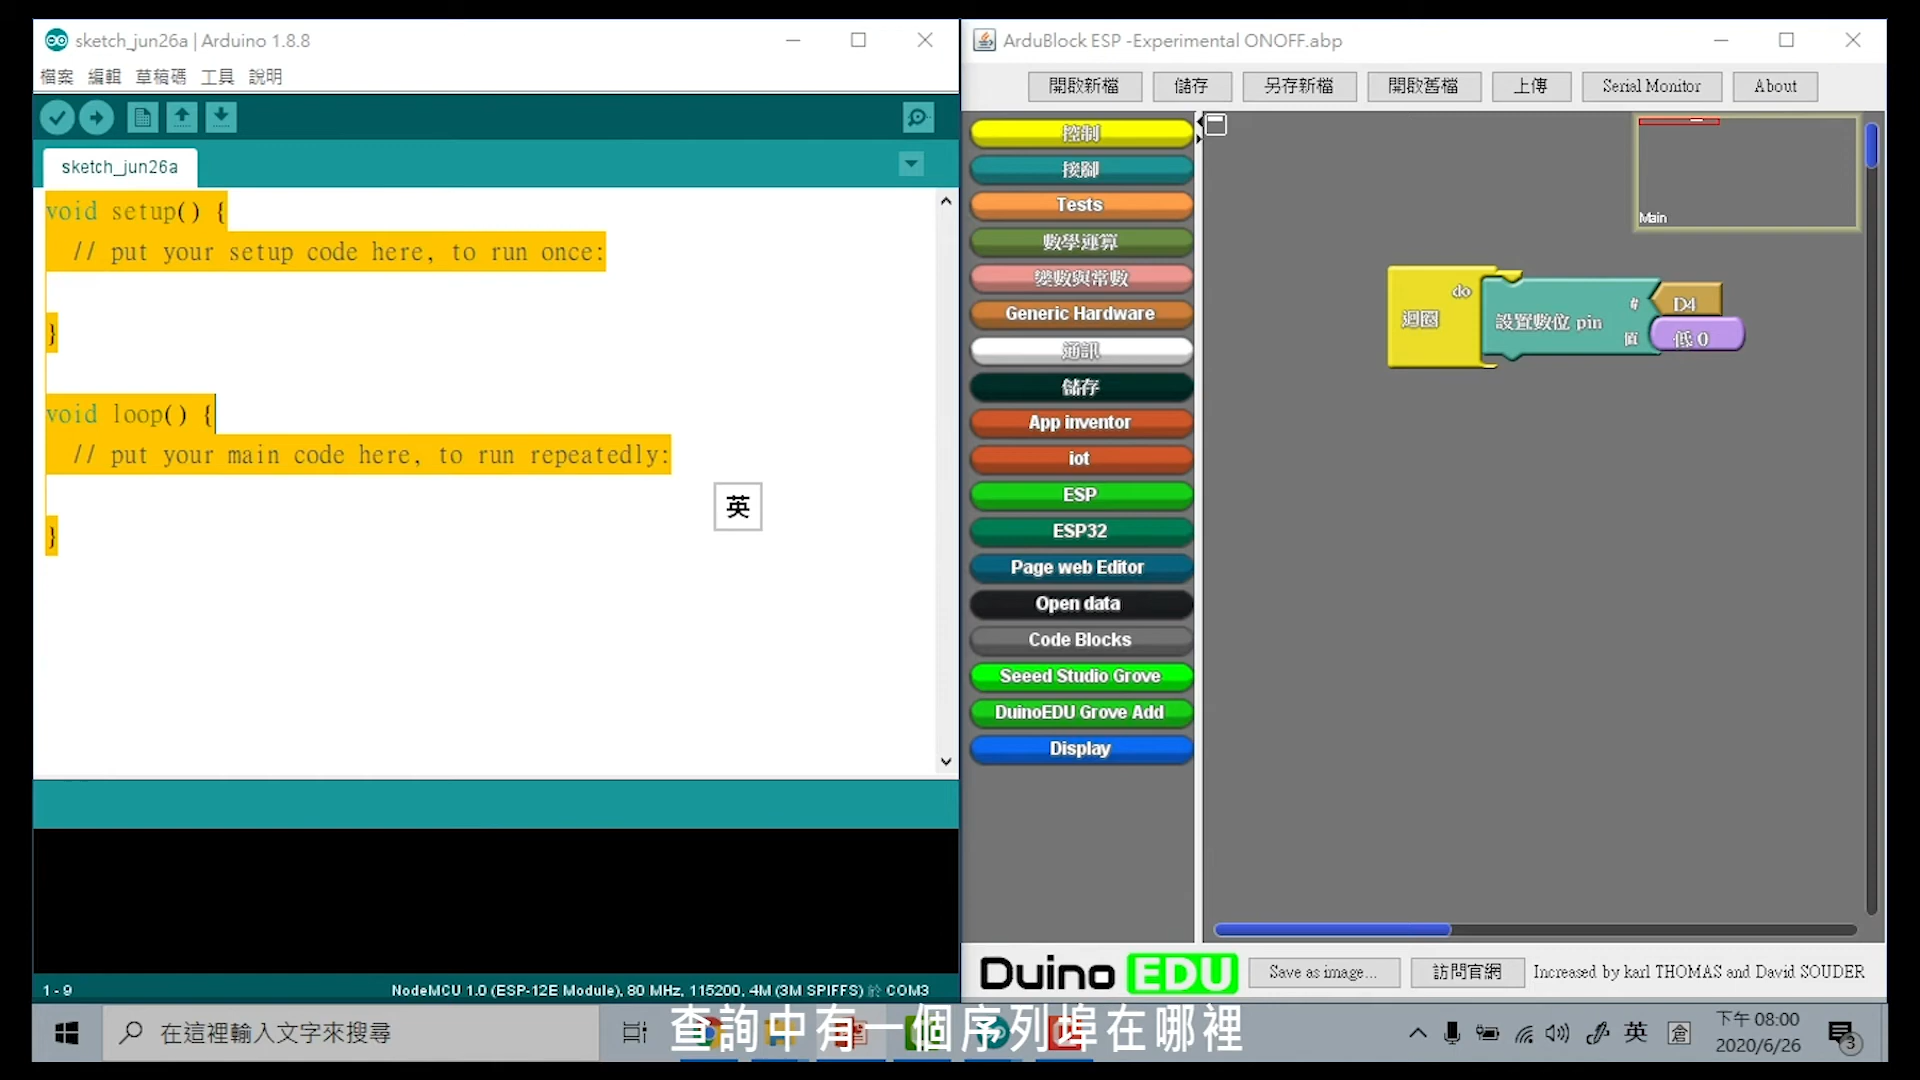 sketch_jun26a | Arduino 1.8.8
檔案 編輯 草稿碼 工具 說明
sketch_jun26a
void setup() {
// put your setup code here, to run once:
}
void loop() {
// put your main code here, to run repeatedly:
}
英
1 - 9
NodeMCU 1.0 (ESP-12E Module), 80 MHz, 115200, 4M (3M SPIFFS) 於 COM3
ArduBlock ESP -Experimental ONOFF.abp
開啟新檔 儲存 另存新檔 開啟舊檔 上傳 Serial Monitor About
控制
接腳
Tests
數學運算
變數與常數
Generic Hardware
通訊
儲存
App inventor
iot
ESP
ESP32
Page web Editor
Open data
Code Blocks
Seeed Studio Grove
DuinoEDU Grove Add
Display
Main
do
迴圈
設置數位 pin
# D4
值 低 0
Duino EDU Save as image... 訪問官網 Increased by karl THOMAS and David SOUDER
在這裡輸入文字來搜尋
查詢中有一個序列埠在哪裡
英 倉 下午 08:00
2020/6/26
3